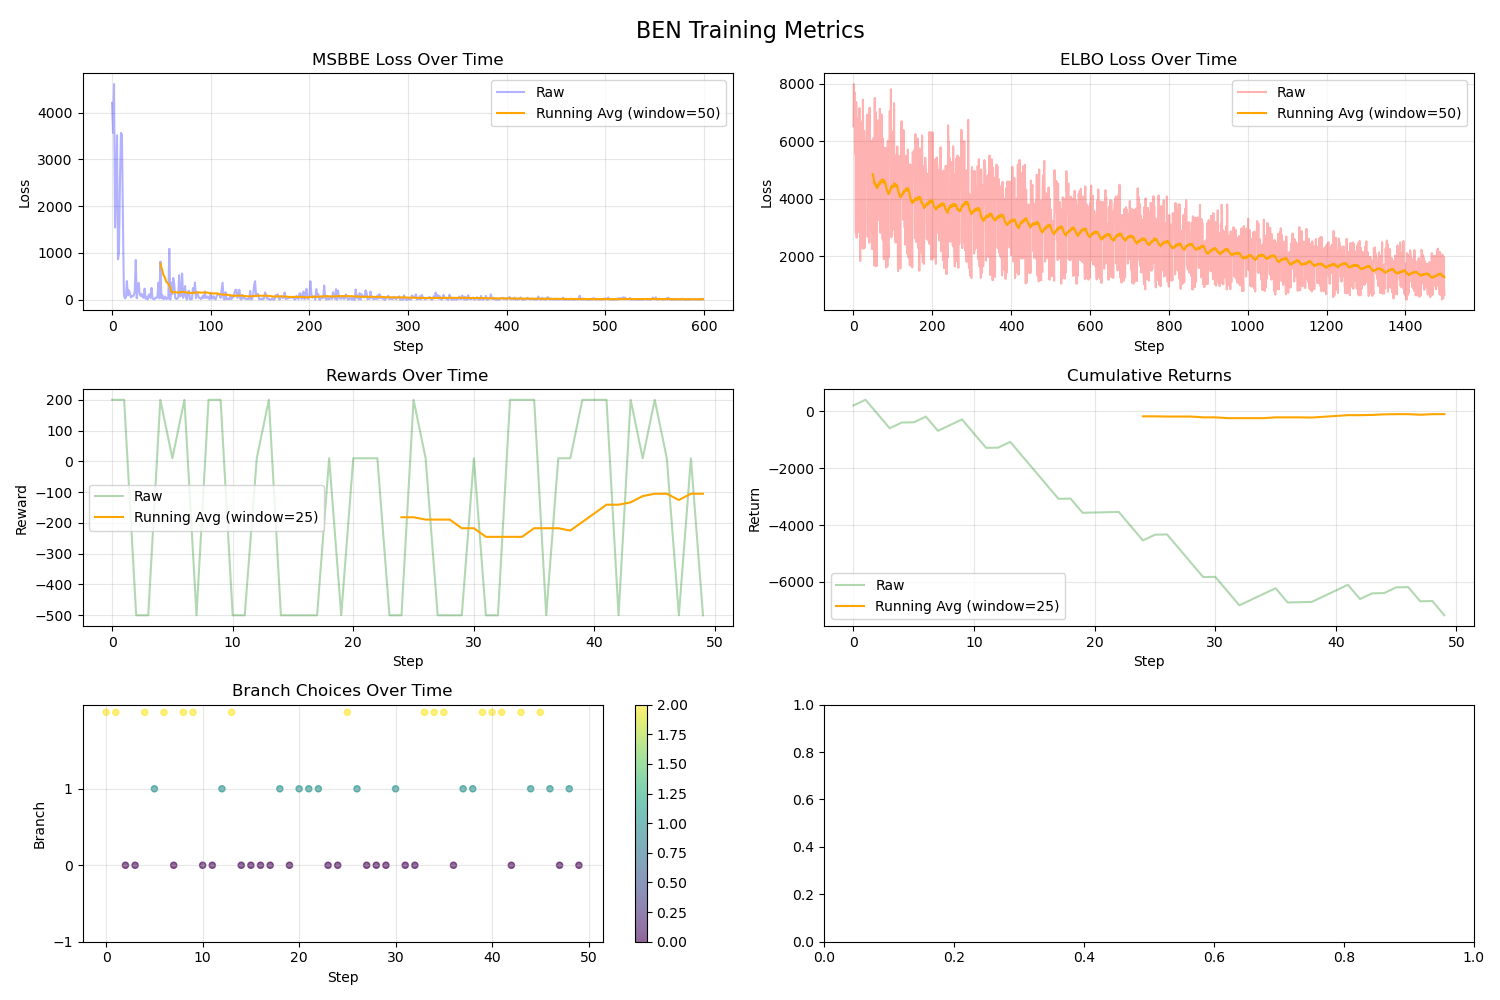 BEN Training Metrics
MSBBE Loss Over Time
Loss
4000
3000
2000
1000
0
Raw
Running Avg (window=50)
0 100 200 300 400 500 600
Step
ELBO Loss Over Time
Loss
8000
6000
4000
2000
Raw
Running Avg (window=50)
0 200 400 600 800 1000 1200 1400
Step
Rewards Over Time
Reward
200
100
0
−100
−200
−300
−400
−500
Raw
Running Avg (window=25)
0 10 20 30 40 50
Step
Cumulative Returns
Return
0
−2000
−4000
−6000
Raw
Running Avg (window=25)
0 10 20 30 40 50
Step
Branch Choices Over Time
Branch
1
0
−1
0 10 20 30 40 50
Step
2.00
1.75
1.50
1.25
1.00
0.75
0.50
0.25
0.00
1.0
0.8
0.6
0.4
0.2
0.0
0.0 0.2 0.4 0.6 0.8 1.0